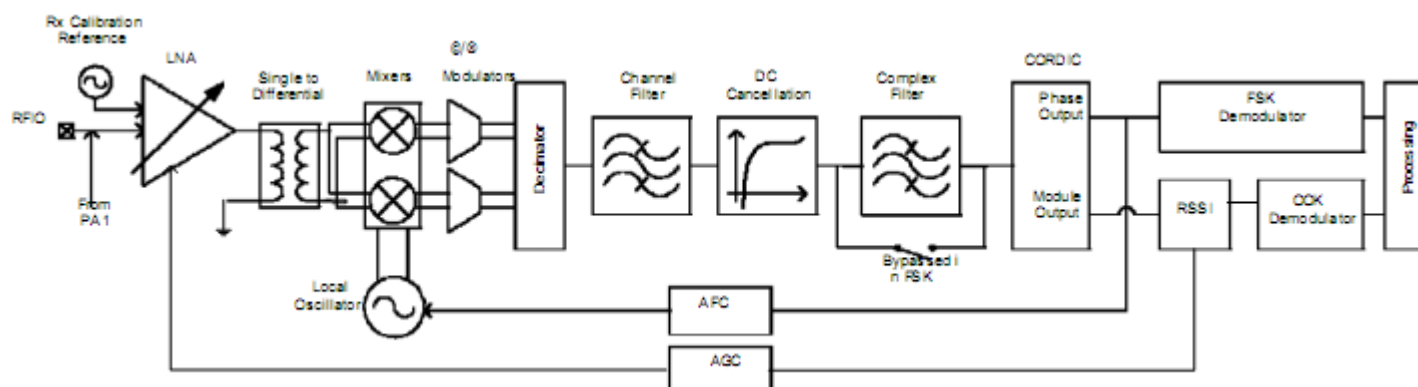 Rx Calibration
Reference
LNA
RFIO
From
PA1
Single to
Differential
Mixers
Modulators
Local
Oscillator
Decimator
Channel
Filter
DC
Cancellation
Complex
Filter
Bypassed i
n FSK
CORDIC
Phase
Output
Module
Output
FSK
Demodulator
RSSI
OOK
Demodulator
Processing
AFC
AGC